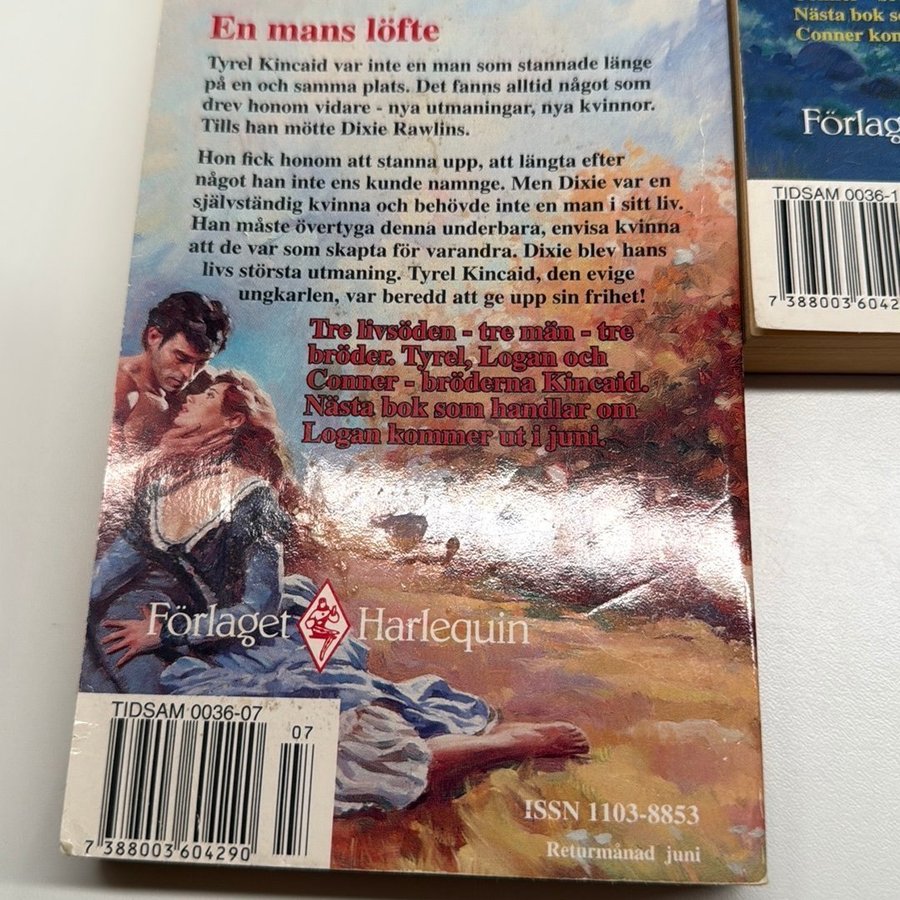 En mans löfte
Tyrel Kincaid var inte en man som stannade länge
på en och samma plats. Det fanns alltid något som
drev honom vidare - nya utmaningar, nya kvinnor.
Tills han mötte Dixie Rawlins.
Hon fick honom att stanna upp, att längta efter
något han inte ens kunde namnge. Men Dixie var en
självständig kvinna och behövde inte en man i sitt liv.
Han måste övertyga denna underbara, envisa kvinna
att de var som skapta för varandra. Dixie blev hans
livs största utmaning. Tyrel Kincaid, den evige
ungkarlen, var beredd att ge upp sin frihet!
Tre livsöden - tre män - tre
bröder. Tyrel, Logan och
Conner - bröderna Kincaid.
Nästa bok som handlar om
Logan kommer ut i juni
Förlaget Harlequin
TIDSAM 0036-07
07
7 388003 604290
ISSN 1103-8853
Returmånad juni
Nästa bok
Conner
TIDSAM 0036-1
7 388003 6042